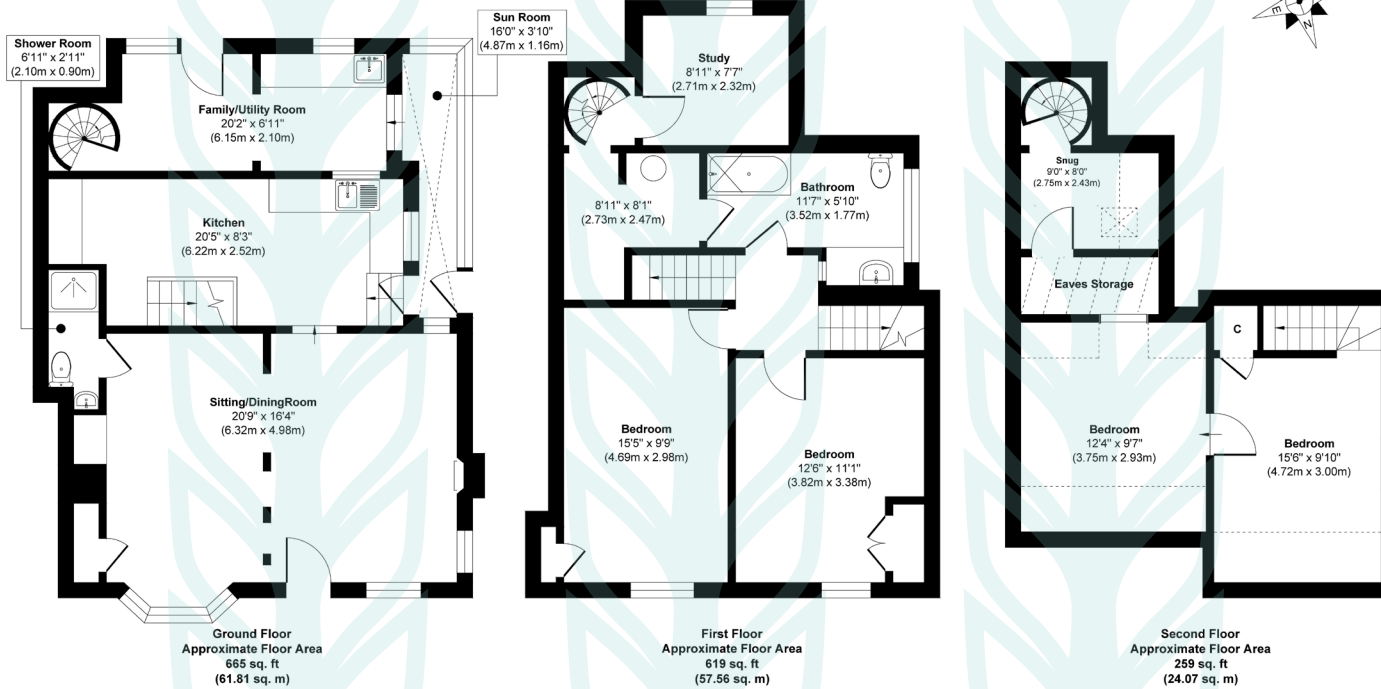 Shower Room
6'11" x 2'11"
(2.10m x 0.90m)
Sun Room
16'0" x 3'10"
(4.87m x 1.16m)
Family/Utility Room
20'2" x 6'11"
(6.15m x 2.10m)
Kitchen
20'5" x 8'3"
(6.22m x 2.52m)
Sitting/DiningRoom
20'9" x 16'4"
(6.32m x 4.98m)
Ground Floor
Approximate Floor Area
665 sq. ft
(61.81 sq. m)
Study
8'11" x 7'7"
(2.71m x 2.32m)
8'11" x 8'1"
(2.73m x 2.47m)
Bathroom
11'7" x 5'10"
(3.52m x 1.77m)
Bedroom
15'5" x 9'9"
(4.69m x 2.98m)
Bedroom
12'6" x 11'1"
(3.82m x 3.38m)
First Floor
Approximate Floor Area
619 sq. ft
(57.56 sq. m)
E
N
Snug
9'0" x 8'0"
(2.75m x 2.43m)
Eaves Storage
C
Bedroom
12'4" x 9'7"
(3.75m x 2.93m)
Bedroom
15'6" x 9'10"
(4.72m x 3.00m)
Second Floor
Approximate Floor Area
259 sq. ft
(24.07 sq. m)